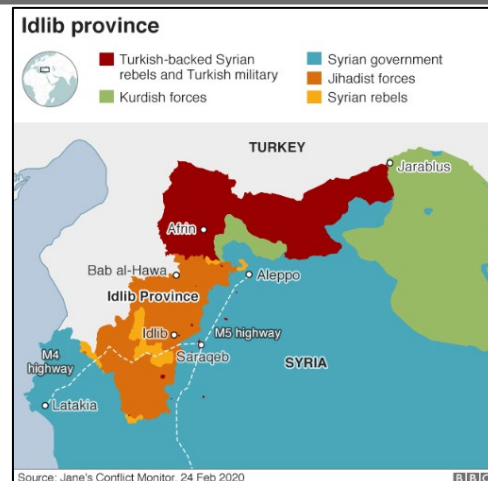 Idlib province
Turkish-backed Syrian
rebels and Turkish military
Kurdish forces
Syrian government
Jihadist forces
Syrian rebels
TURKEY
Jarablus
Afrin
Bab al-Hawa
Aleppo
Idlib Province
Idlib
M5 highway
Saraqeb
M4
highway
SYRIA
Latakia
Source: Jane's Conflict Monitor, 24 Feb 2020
BBC